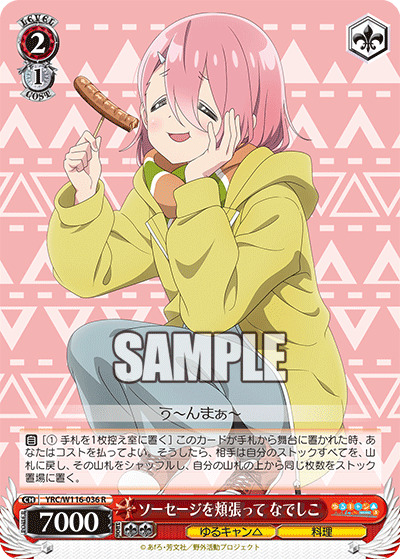 LEVEL
2
1
COST
SAMPLE
う～んまぁ～
自 [① 手札を1枚控え室に置く] このカードが手札から舞台に置かれた時、あ
なたはコストを払ってよい。そうしたら、相手は自分のストックすべてを、山
札に戻し、その山札をシャッフルし、自分の山札の上から同じ枚数をストック
置場に置く。
CH
YRC/W116-036 R
ソーセージを頬張って なでしこ
7000
ゆるキャン△
料理
©あfろ・芳文社／野外活動プロジェクト